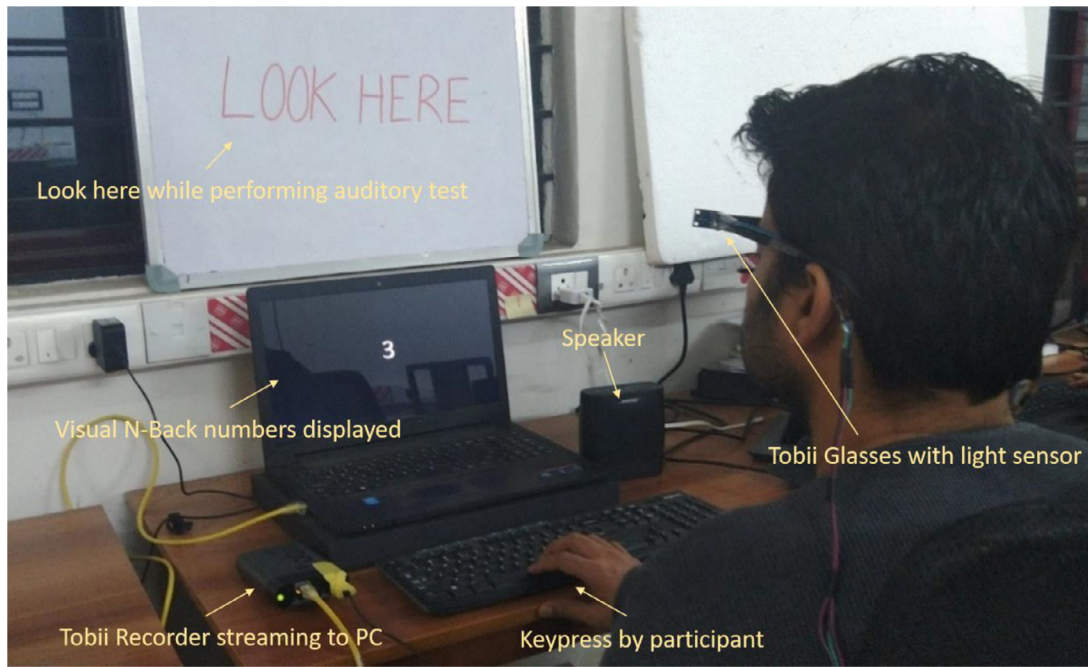 LOOK HERE
Look here while performing auditory test
3
Speaker
Visual N-Back numbers displayed
Tobii Glasses with light sensor
Tobii Recorder streaming to PC
Keypress by participant